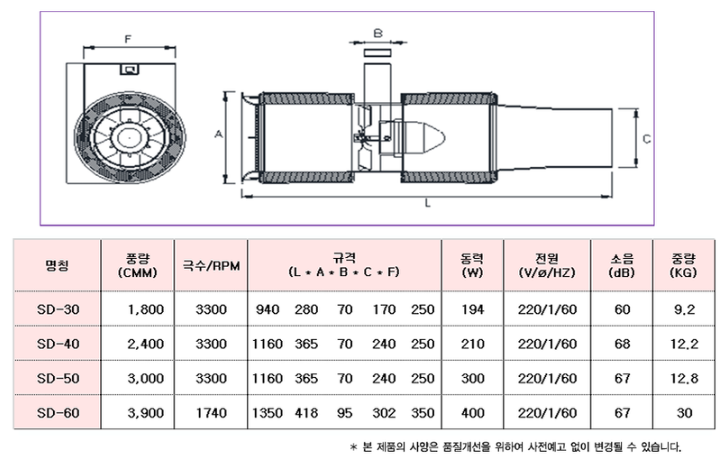 F
B
A
C
L
명칭 풍량 (CMM) 극수/RPM 규격 (L * A * B * C * F) 동력 (W) 전원 (V/ø/HZ) 소음 (dB) 중량 (KG)
SD-30 1,800 3300 940 280 70 170 250 194 220/1/60 60 9.2
SD-40 2,400 3300 1160 365 70 240 250 210 220/1/60 68 12.2
SD-50 3,000 3300 1160 365 70 240 250 300 220/1/60 67 12.8
SD-60 3,900 1740 1350 418 95 302 350 400 220/1/60 67 30
* 본 제품의 사양은 품질개선을 위하여 사전예고 없이 변경될 수 있습니다.